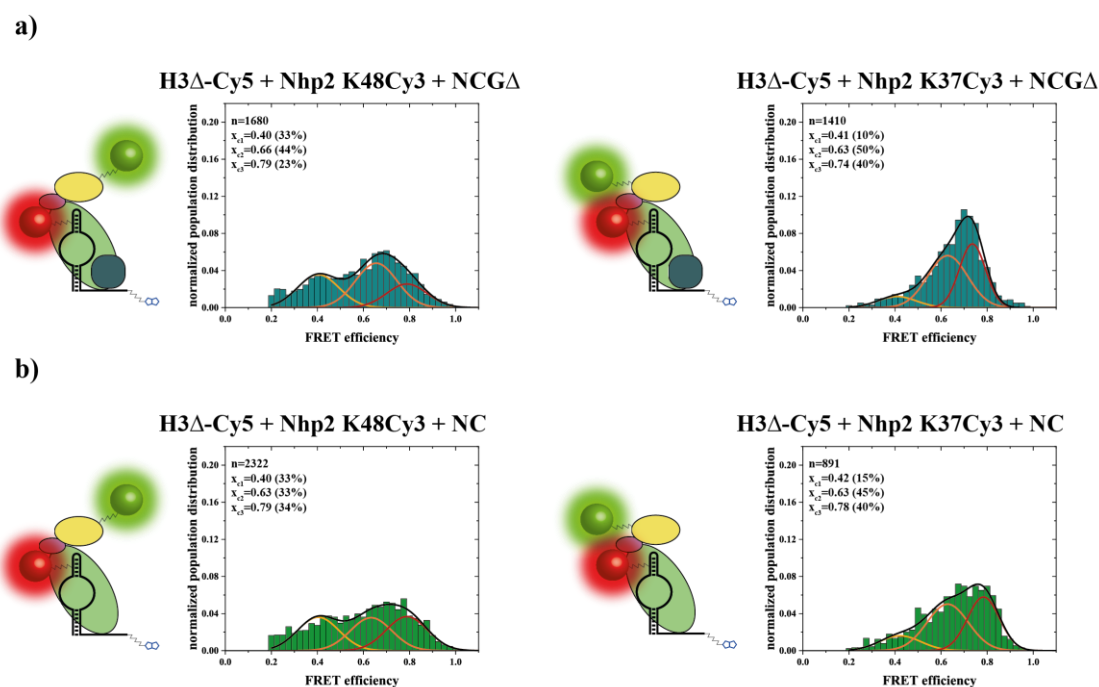 a)
H3Δ-Cy5 + Nhp2 K48Cy3 + NCGΔ
normalized population distribution
0.20
0.16
0.12
0.08
0.04
0.00
n=1680
xc1=0.40 (33%)
xc2=0.66 (44%)
xc3=0.79 (23%)
0.0 0.2 0.4 0.6 0.8 1.0
FRET efficiency
H3Δ-Cy5 + Nhp2 K37Cy3 + NCGΔ
normalized population distribution
0.20
0.16
0.12
0.08
0.04
0.00
n=1410
xc1=0.41 (10%)
xc2=0.63 (50%)
xc3=0.74 (40%)
0.0 0.2 0.4 0.6 0.8 1.0
FRET efficiency
b)
H3Δ-Cy5 + Nhp2 K48Cy3 + NC
normalized population distribution
0.20
0.16
0.12
0.08
0.04
0.00
n=2322
xc1=0.40 (33%)
xc2=0.63 (33%)
xc3=0.79 (34%)
0.0 0.2 0.4 0.6 0.8 1.0
FRET efficiency
H3Δ-Cy5 + Nhp2 K37Cy3 + NC
normalized population distribution
0.20
0.16
0.12
0.08
0.04
0.00
n=891
xc1=0.42 (15%)
xc2=0.63 (45%)
xc3=0.78 (40%)
0.0 0.2 0.4 0.6 0.8 1.0
FRET efficiency